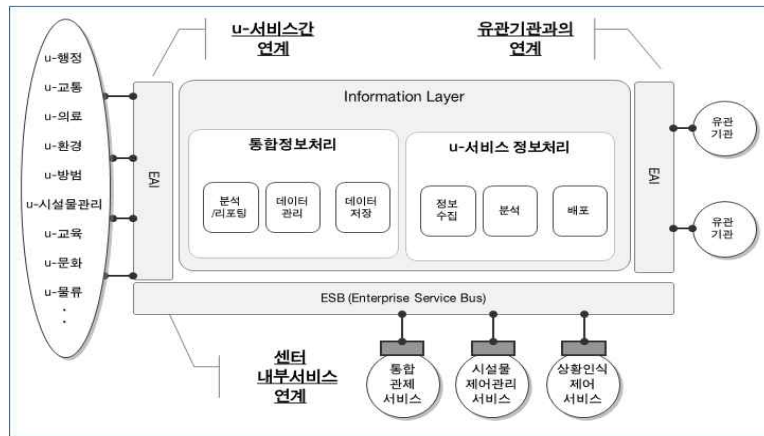 u-서비스간
연계
유관기관과의
연계
u-행정
u-교통
u-의료
u-환경
u-방범
u-시설물관리
u-교육
u-문화
u-물류
EAI
Information Layer
통합정보처리
분석
/리포팅
데이터
관리
데이터
저장
u-서비스 정보처리
정보
수집
분석
배포
EAI
유관
기관
유관
기관
ESB (Enterprise Service Bus)
센터
내부서비스
연계
통합
관제
서비스
시설물
제어관리
서비스
상황인식
제어
서비스